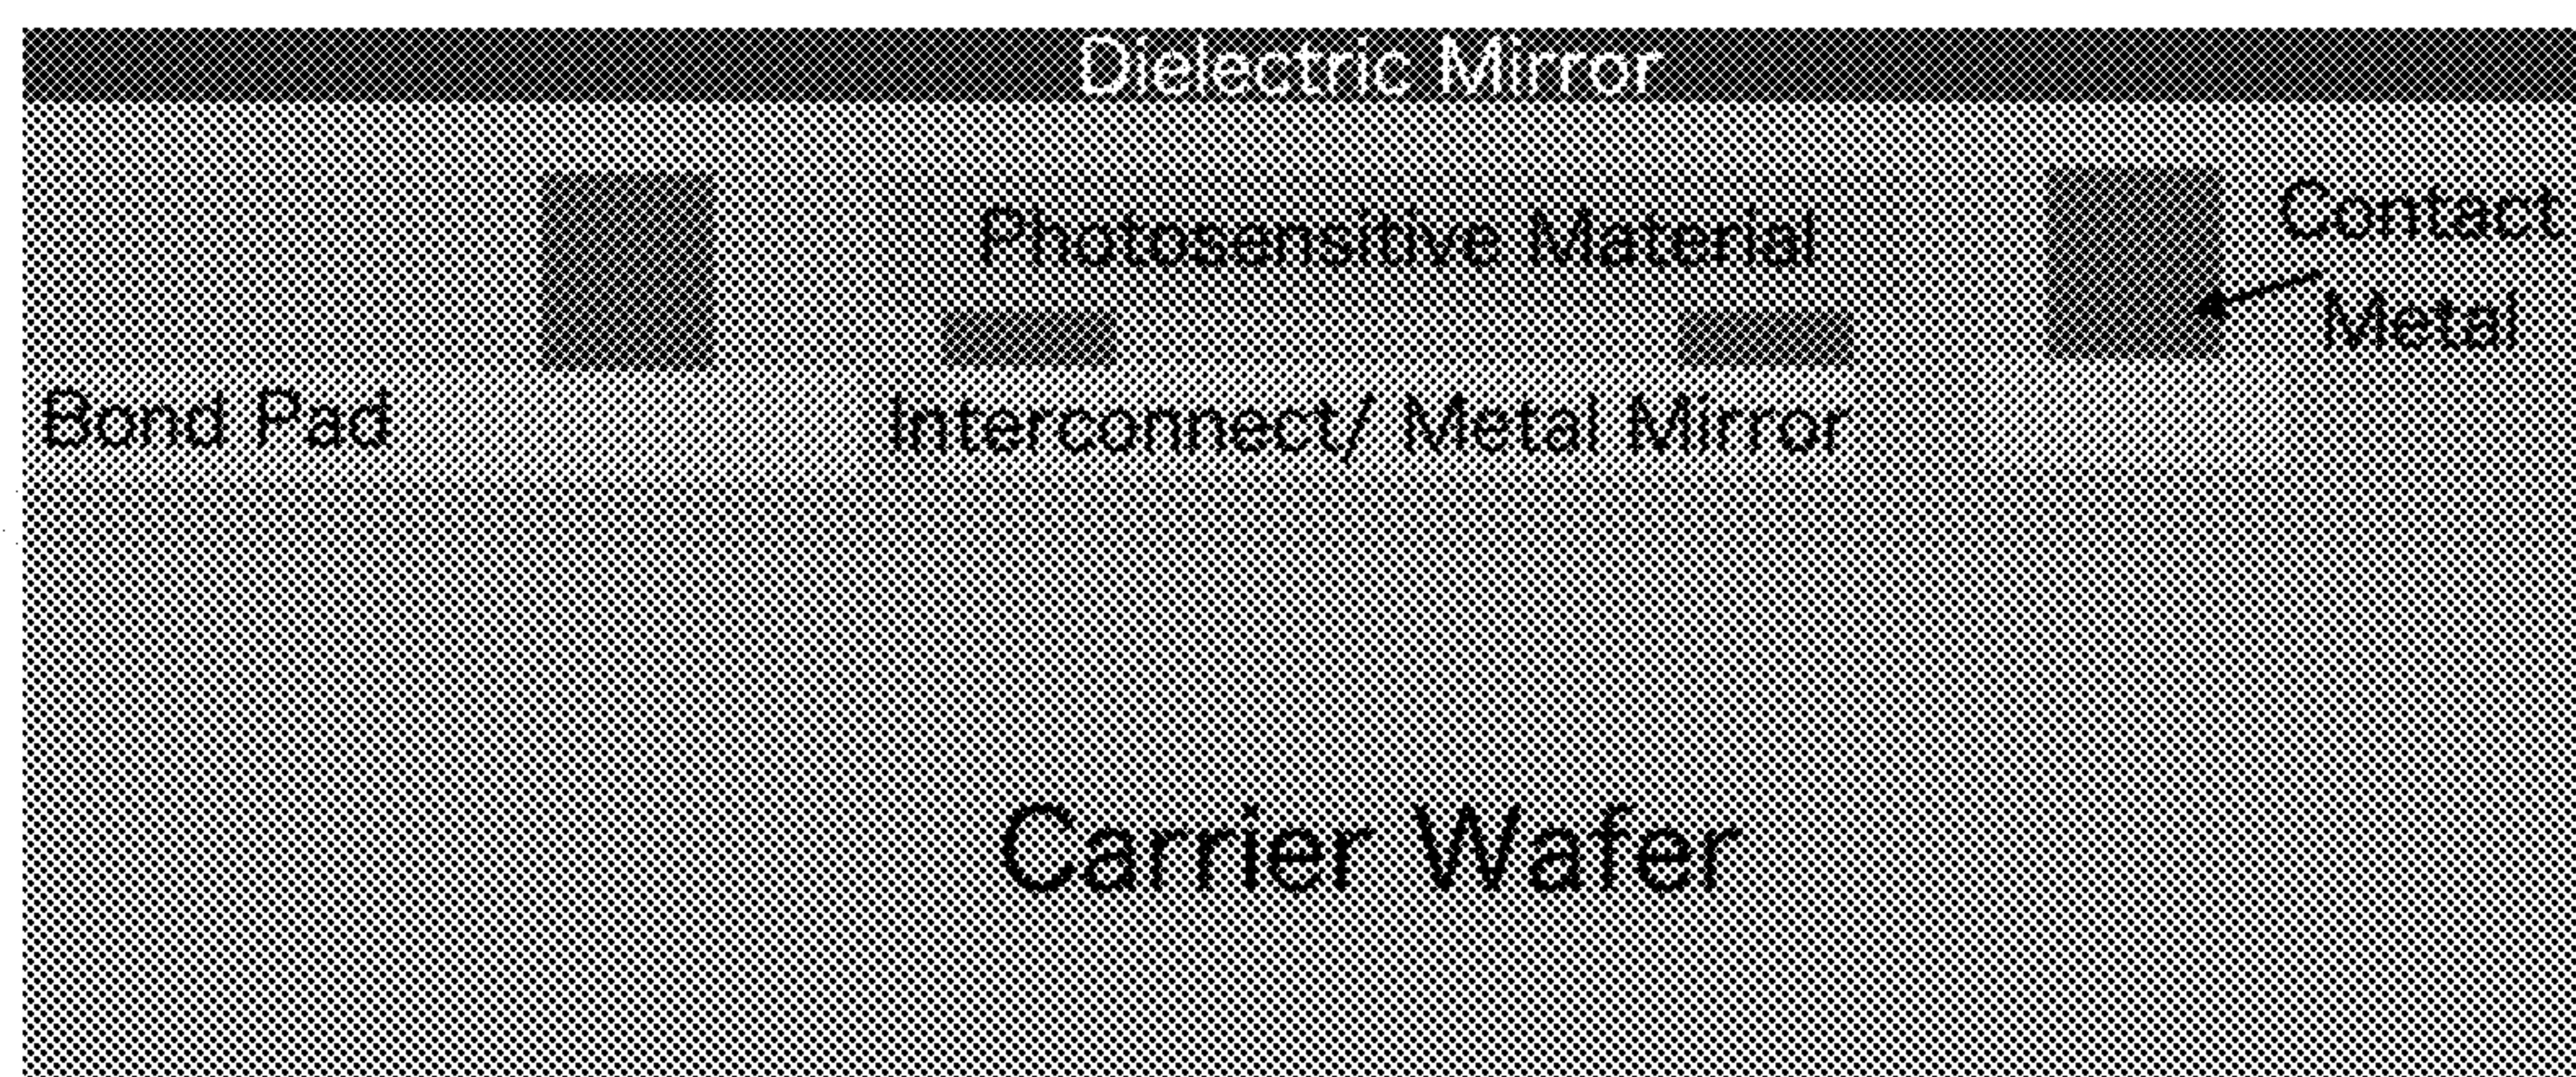 Dielectric Mirror
Photosensitive Material
Contact
Metal
Bond Pad
Interconnect/ Metal Mirror
Carrier Wafer